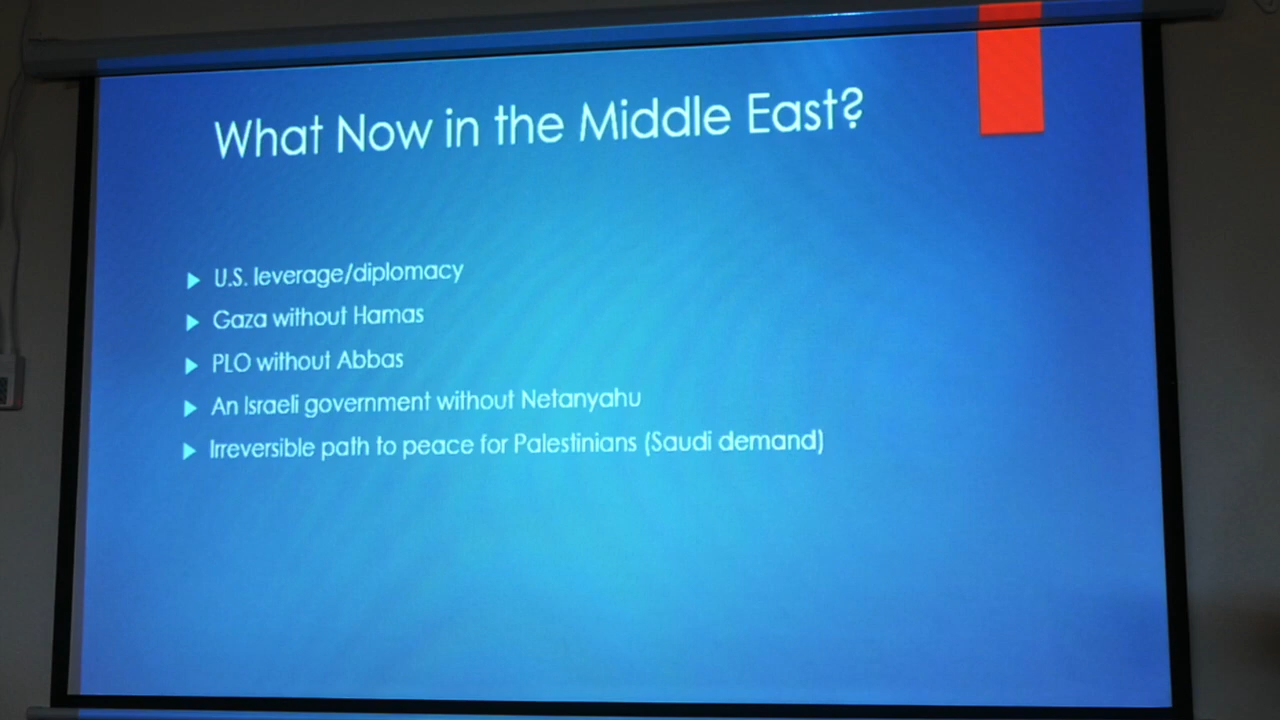 What Now in the Middle East?
U.S. leverage/diplomacy
Gaza without Hamas
PLO without Abbas
An Israeli government without Netanyahu
Irreversible path to peace for Palestinians (Saudi demand)